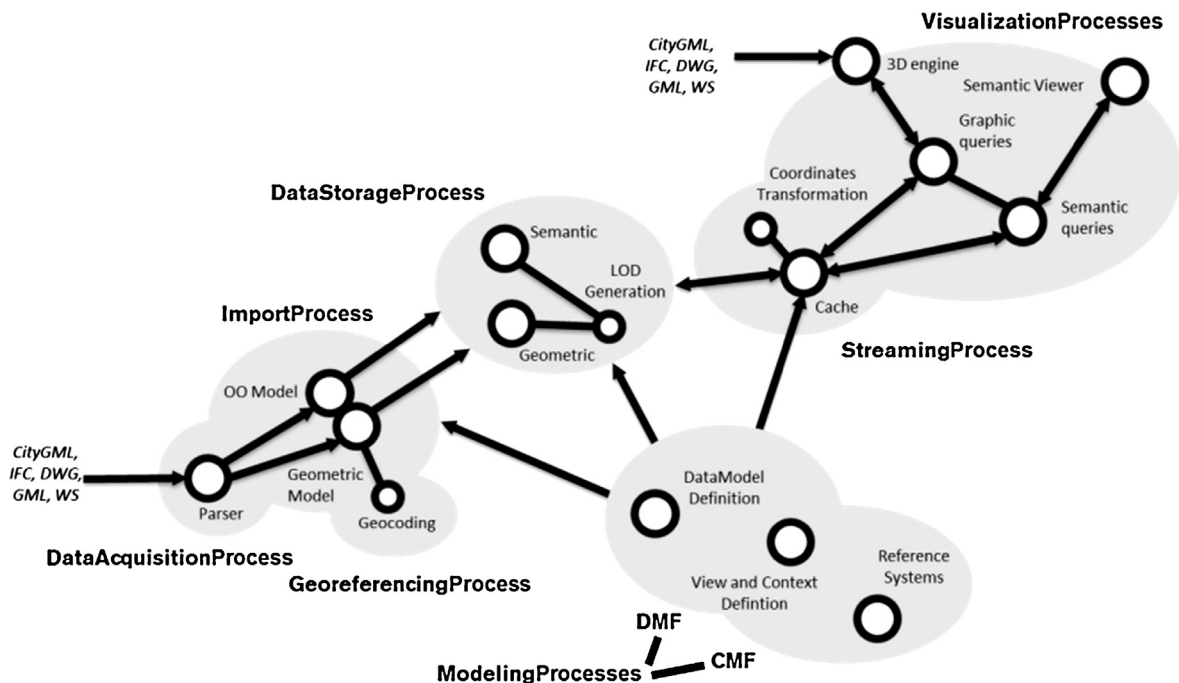 VisualizationProcesses
CityGML,
IFC, DWG,
GML, WS
3D engine
Semantic Viewer
Graphic
queries
Coordinates
Transformation
Semantic
queries
Cache
StreamingProcess
DataStorageProcess
Semantic
LOD
Generation
Geometric
ImportProcess
OO Model
CityGML,
IFC, DWG,
GML, WS
Geometric
Model
Parser
Geocoding
DataAcquisitionProcess
GeoreferencingProcess
DataModel
Definition
View and Context
Defintion
Reference
Systems
DMF
CMF
ModelingProcesses